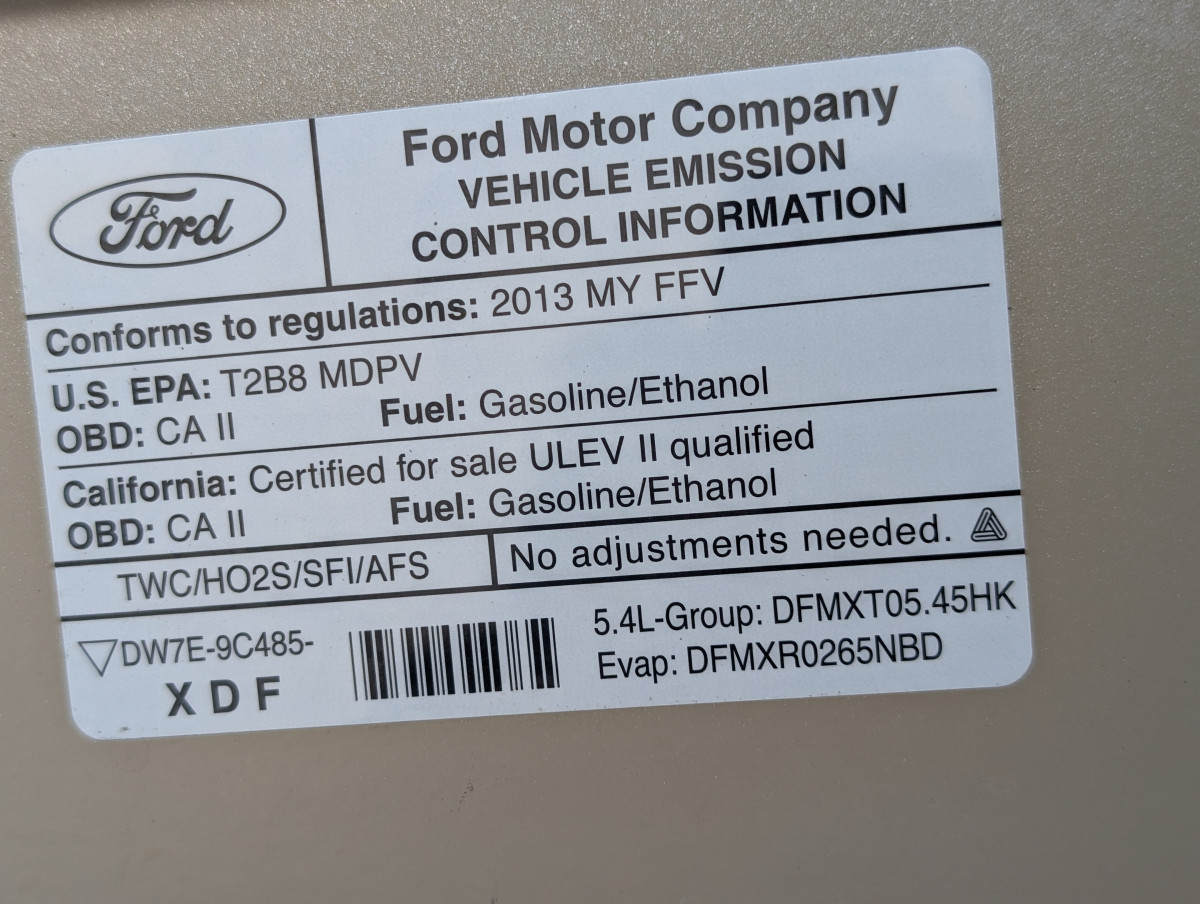 Ford
Ford Motor Company
VEHICLE EMISSION
CONTROL INFORMATION
Conforms to regulations: 2013 MY FFV
U.S. EPA: T2B8 MDPV
OBD: CA II Fuel: Gasoline/Ethanol
California: Certified for sale ULEV II qualified
OBD: CA II Fuel: Gasoline/Ethanol
TWC/HO2S/SFI/AFS
No adjustments needed.
DW7E-9C485-
X D F
5.4L-Group: DFMXT05.45HK
Evap: DFMXR0265NBD